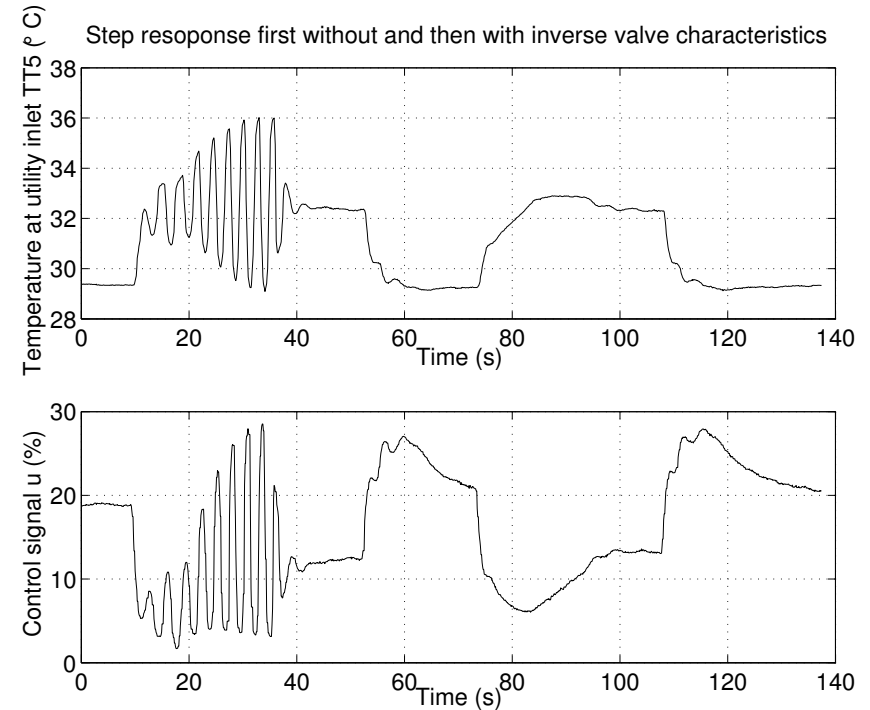 Step resoponse first without and then with inverse valve characteristics
Temperature at utility inlet TT5 (° C)
38
36
34
32
30
28
0 20 40 60 80 100 120 140
Time (s)
Control signal u (%)
30
20
10
0
0 20 40 60 80 100 120 140
Time (s)